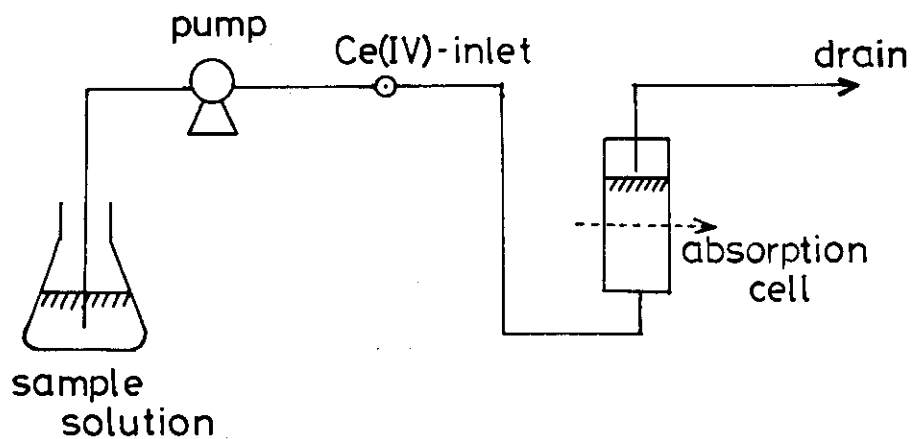 pump
Ce(IV)-inlet
drain
absorption
cell
sample
solution